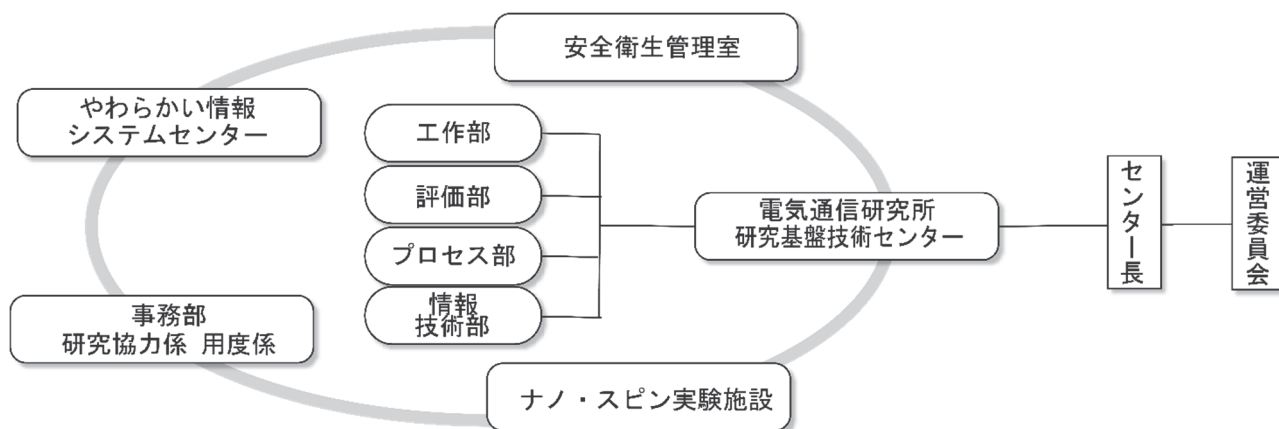 安全衛生管理室
やわらかい情報
システムセンター
工作部
評価部
プロセス部
情報
技術部
電気通信研究所
研究基盤技術センター
センター長
運営委員会
事務部
研究協力係 用度係
ナノ・スピン実験施設